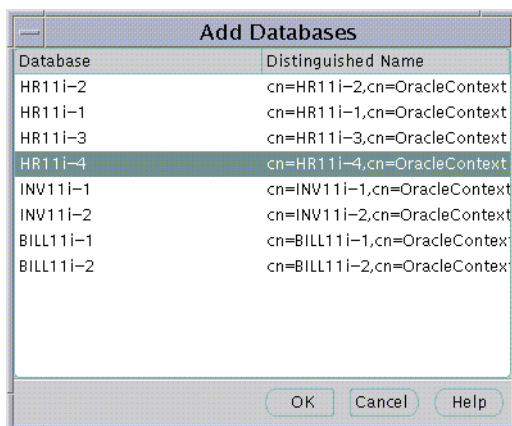 Add Databases
Database Distinguished Name
HR11i-2 cn=HR11i-2,cn=OracleContext
HR11i-1 cn=HR11i-1,cn=OracleContext
HR11i-3 cn=HR11i-3,cn=OracleContext
HR11i-4 cn=HR11i-4,cn=OracleContext
INV11i-1 cn=INV11i-1,cn=OracleContext
INV11i-2 cn=INV11i-2,cn=OracleContext
BILL11i-1 cn=BILL11i-1,cn=OracleContex
BILL11i-2 cn=BILL11i-2,cn=OracleContex
OK Cancel Help